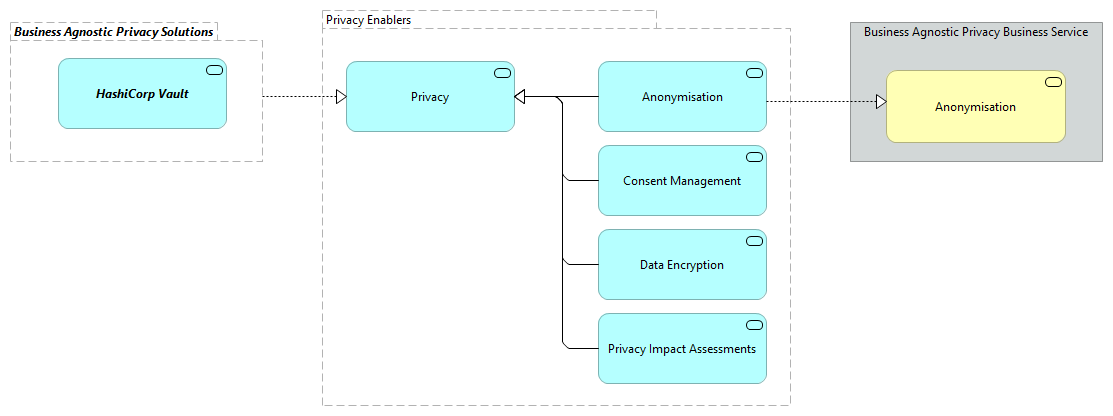 Business Agnostic Privacy Solutions
HashiCorp Vault
Privacy Enablers
Privacy
Anonymisation
Consent Management
Data Encryption
Privacy Impact Assessments
Business Agnostic Privacy Business Service
Anonymisation